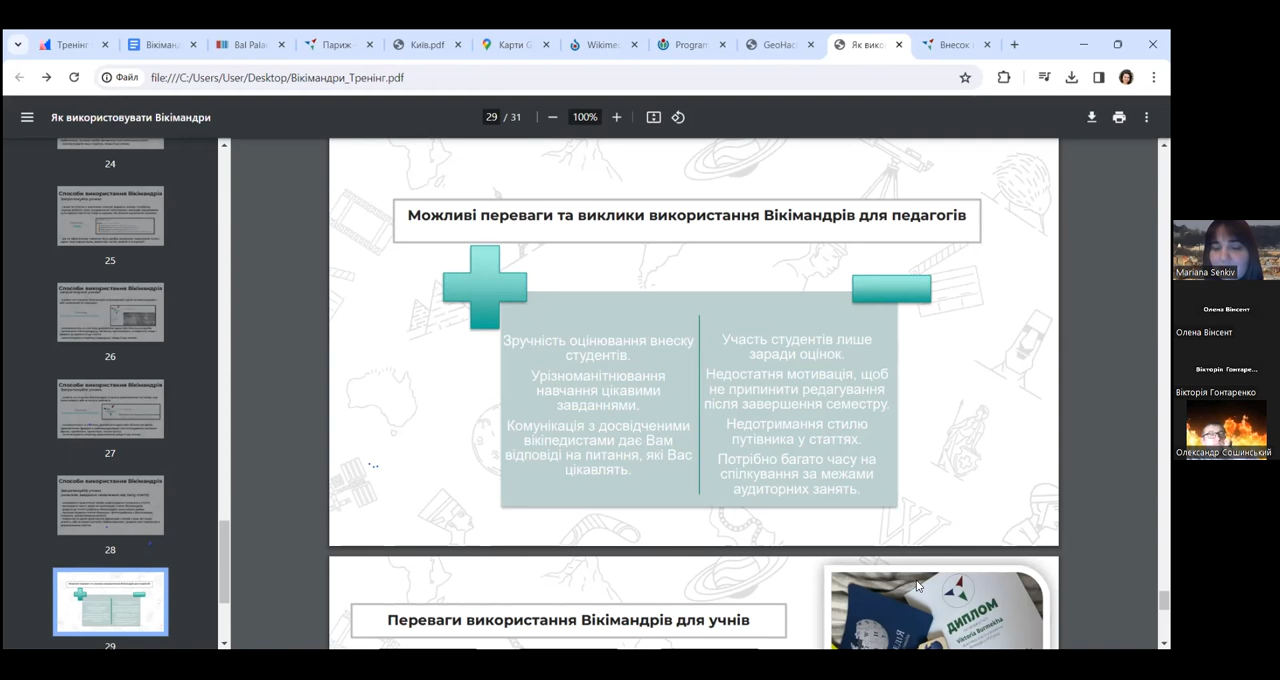 Тренінг
Вікіманд
Bal Pala
Париж -
Київ.pdf
Карти G
Wikime
Program
GeoHac
Як вико
Внесок
Файл
file:///C:/Users/User/Desktop/Вікімандри_Тренінг.pdf
Як використовувати Вікімандри
29 / 31
100%
24
Способи використання Вікімандрів
25
Способи використання Вікімандрів
26
Способи використання Вікімандрів
27
Способи використання Вікімандрів
28
29
Можливі переваги та виклики використання Вікімандрів для педагогів
Зручність оцінювання внеску
студентів.
Урізноманітнювання
навчання цікавими
завданнями.
Комунікація з досвідченими
вікіпедистами дає Вам
відповіді на питання, які Вас
цікавлять.
Участь студентів лише
заради оцінок.
Недостатня мотивація, щоб
не припинити редагування
після завершення семестру.
Недотримання стилю
путівника у статтях.
Потрібно багато часу на
спілкування за межами
аудиторних занять.
Переваги використання Вікімандрів для учнів
ДИПЛОМ
Viktoria Burmekha
Mariana Senkiv
Олена Вінсент
Олена Вінсент
Вікторія Гонтаре...
Вікторія Гонтаренко
Олександр Сошинський